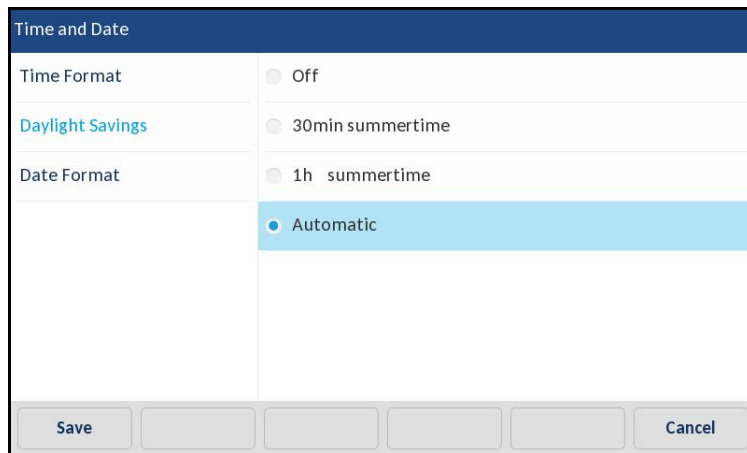 Time and Date
Time Format
Daylight Savings
Date Format
Off
30min summertime
1h summertime
Automatic
Save
Cancel